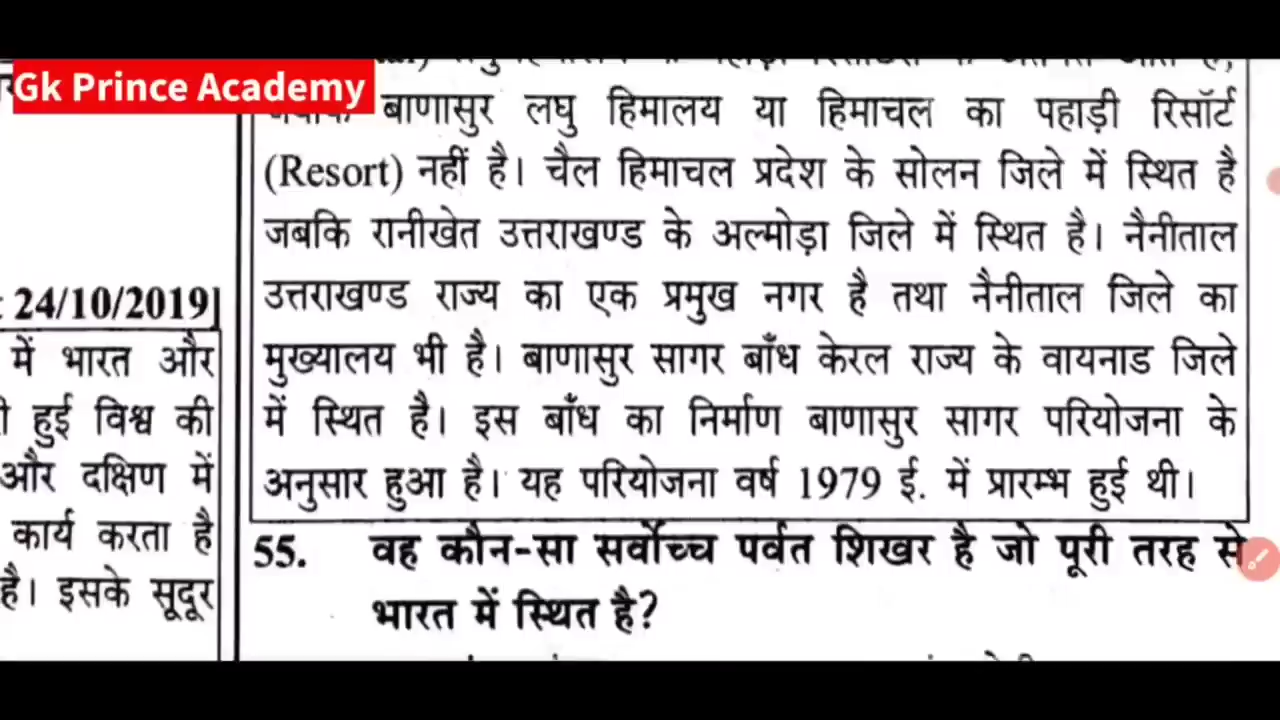 Gk Prince Academy
बाणासुर लघु हिमालय या हिमाचल का पहाड़ी रिसॉर्ट
(Resort) नहीं है। चैल हिमाचल प्रदेश के सोलन जिले में स्थित है
जबकि रानीखेत उत्तराखण्ड के अल्मोड़ा जिले में स्थित है। नैनीताल
उत्तराखण्ड राज्य का एक प्रमुख नगर है तथा नैनीताल जिले का
मुख्यालय भी है। बाणासुर सागर बाँध केरल राज्य के वायनाड जिले
में स्थित है। इस बाँध का निर्माण बाणासुर सागर परियोजना के
अनुसार हुआ है। यह परियोजना वर्ष 1979 ई. में प्रारम्भ हुई थी।
55. वह कौन-सा सर्वोच्च पर्वत शिखर है जो पूरी तरह से
भारत में स्थित है?
24/10/2019]
में भारत और
हुई विश्व की
और दक्षिण में
कार्य करता है
है। इसके सूदूर